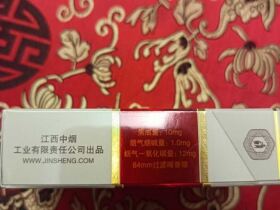 江西中烟
工业有限责任公司出品
WWW.JINSHENG.COM
焦油量: 10mg
烟气烟碱量: 1.0mg
烟气一氧化碳量: 12mg
84mm过滤嘴香烟